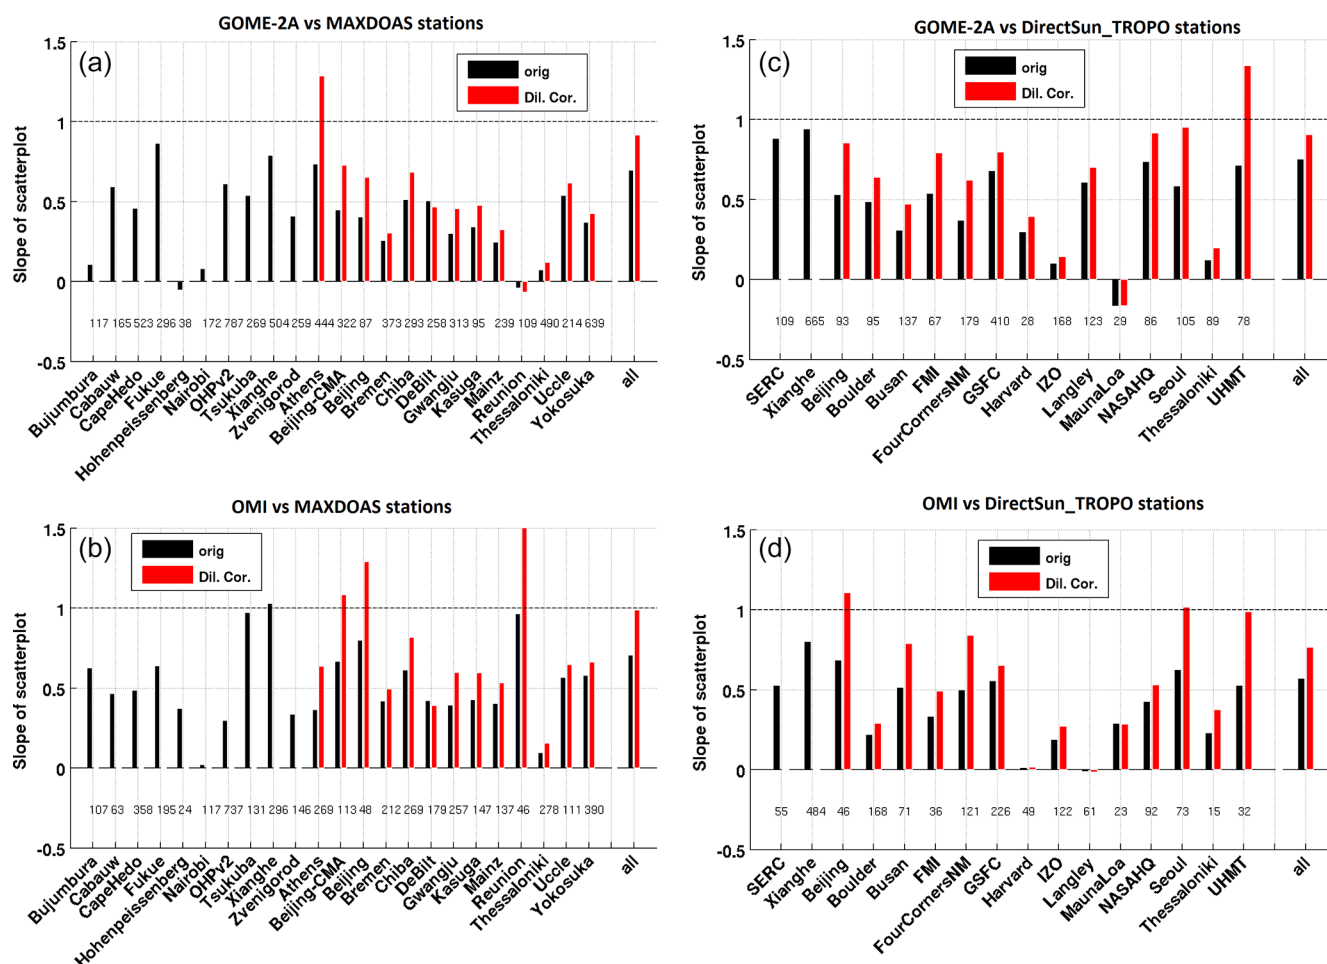 GOME-2A vs MAXDOAS stations
(a)
orig
Dil. Cor.
Slope of scatterplot
1.5
1
0.5
0
-0.5
117 165 523 296 38 172 787 269 504 259 444 322 87 373 293 258 313 95 239 109 490 214 639
Bujumbura
Cabauw
CapeHedo
Fukue
Hohenpeissenberg
Nairobi
OHPv2
Tsukuba
Xianghe
Zvenigorod
Athens
Beijing-CMA
Beijing
Bremen
Chiba
DeBilt
Gwangju
Kasuga
Mainz
Reunion
Thessaloniki
Uccle
Yokosuka
all
GOME-2A vs DirectSun_TROPO stations
(c)
orig
Dil. Cor.
Slope of scatterplot
1.5
1
0.5
0
-0.5
109 665 93 95 137 67 179 410 28 168 123 29 86 105 89 78
SERC
Xianghe
Beijing
Boulder
Busan
FMI
FourCornersNM
GSFC
Harvard
IZO
Langley
MaunaLoa
NASAHQ
Seoul
Thessaloniki
UHMT
all
OMI vs MAXDOAS stations
(b)
orig
Dil. Cor.
Slope of scatterplot
1.5
1
0.5
0
-0.5
107 63 358 195 24 117 737 131 296 146 269 113 48 212 269 179 257 147 137 46 278 111 390
Bujumbura
Cabauw
CapeHedo
Fukue
Hohenpeissenberg
Nairobi
OHPv2
Tsukuba
Xianghe
Zvenigorod
Athens
Beijing-CMA
Beijing
Bremen
Chiba
DeBilt
Gwangju
Kasuga
Mainz
Reunion
Thessaloniki
Uccle
Yokosuka
all
OMI vs DirectSun_TROPO stations
(d)
orig
Dil. Cor.
Slope of scatterplot
1.5
1
0.5
0
-0.5
55 484 46 168 71 36 121 226 49 122 61 23 92 73 15 32
SERC
Xianghe
Beijing
Boulder
Busan
FMI
FourCornersNM
GSFC
Harvard
IZO
Langley
MaunaLoa
NASAHQ
Seoul
Thessaloniki
UHMT
all